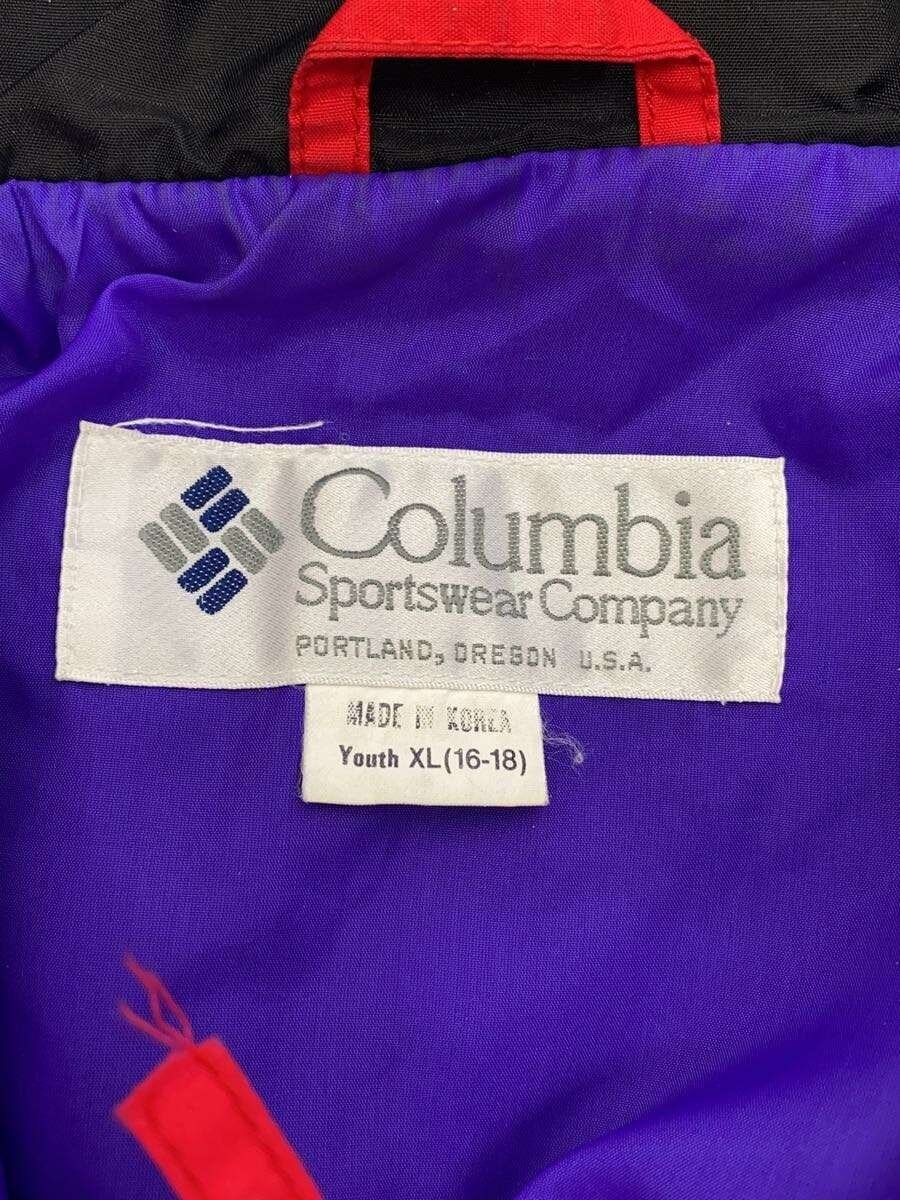 Columbia
Sportswear Company
PORTLAND, OREGON U.S.A.
MADE IN KOREA
Youth XL(16-18)